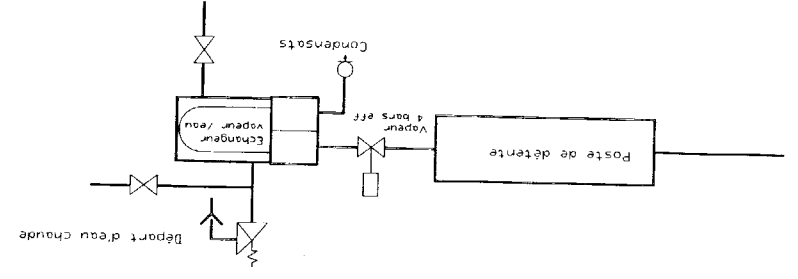 Départ d'eau chaude
Poste de détente
Vapeur
4 bars eff
Echangeur
vapeur /eau
Condensats